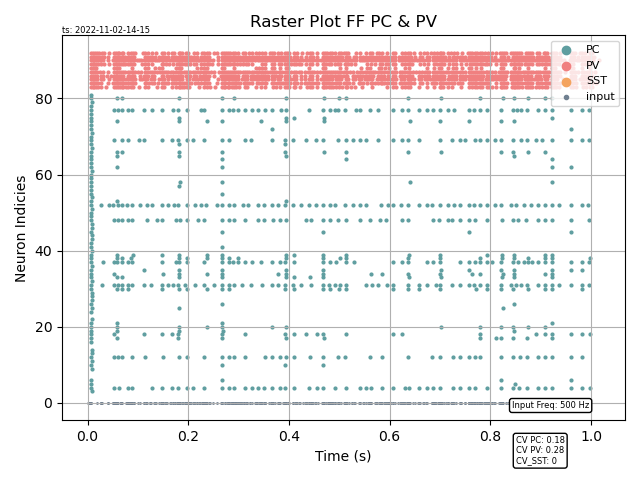 ts: 2022-11-02-14-15
Raster Plot FF PC & PV
PC
PV
SST
input
Neuron Indicies
80
60
40
20
0
Input Freq: 500 Hz
0.0 0.2 0.4 0.6 0.8 1.0
Time (s)
CV PC: 0.18
CV PV: 0.28
CV_SST: 0